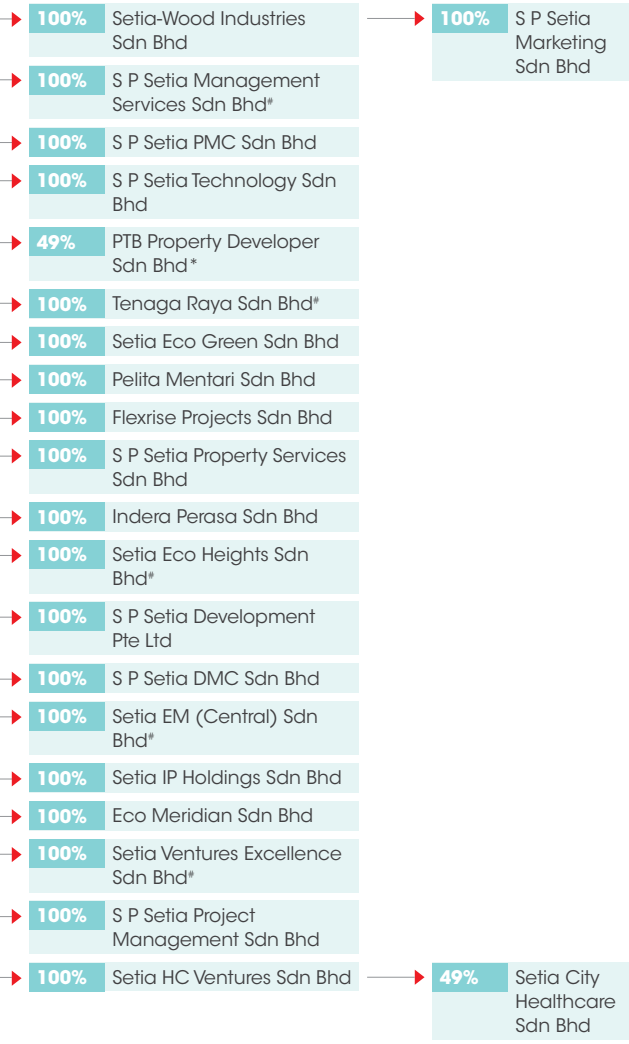 100% Setia-Wood Industries
Sdn Bhd
100% S P Setia
Marketing
Sdn Bhd
100% S P Setia Management
Services Sdn Bhd#
100% S P Setia PMC Sdn Bhd
100% S P Setia Technology Sdn
Bhd
49% PTB Property Developer
Sdn Bhd*
100% Tenaga Raya Sdn Bhd#
100% Setia Eco Green Sdn Bhd
100% Pelita Mentari Sdn Bhd
100% Flexrise Projects Sdn Bhd
100% S P Setia Property Services
Sdn Bhd
100% Indera Perasa Sdn Bhd
100% Setia Eco Heights Sdn
Bhd#
100% S P Setia Development
Pte Ltd
100% S P Setia DMC Sdn Bhd
100% Setia EM (Central) Sdn
Bhd#
100% Setia IP Holdings Sdn Bhd
100% Eco Meridian Sdn Bhd
100% Setia Ventures Excellence
Sdn Bhd#
100% S P Setia Project
Management Sdn Bhd
100% Setia HC Ventures Sdn Bhd
49% Setia City
Healthcare
Sdn Bhd